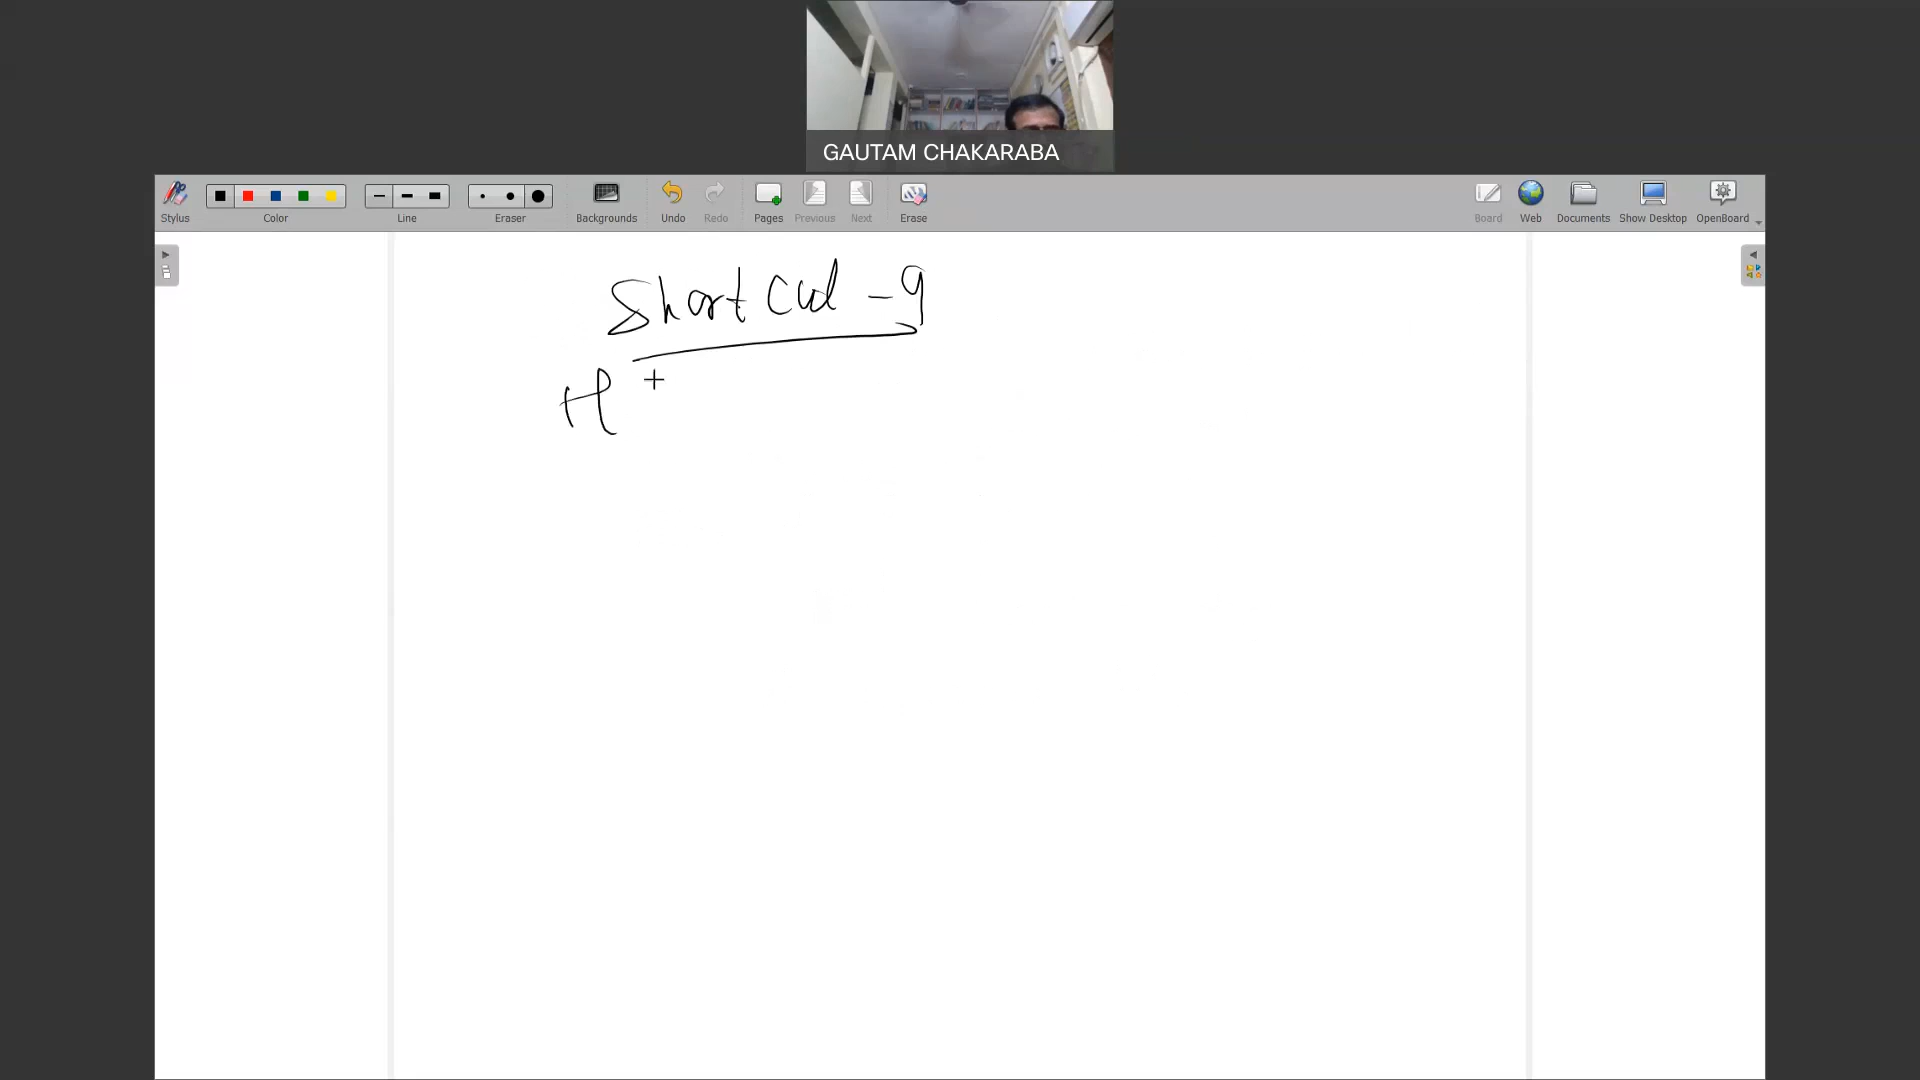 GAUTAM CHAKARABA
Stylus Color Line Eraser Backgrounds Undo Redo Pages Previous Next Erase Board Web Documents Show Desktop OpenBoard
Short Cut - 9
H